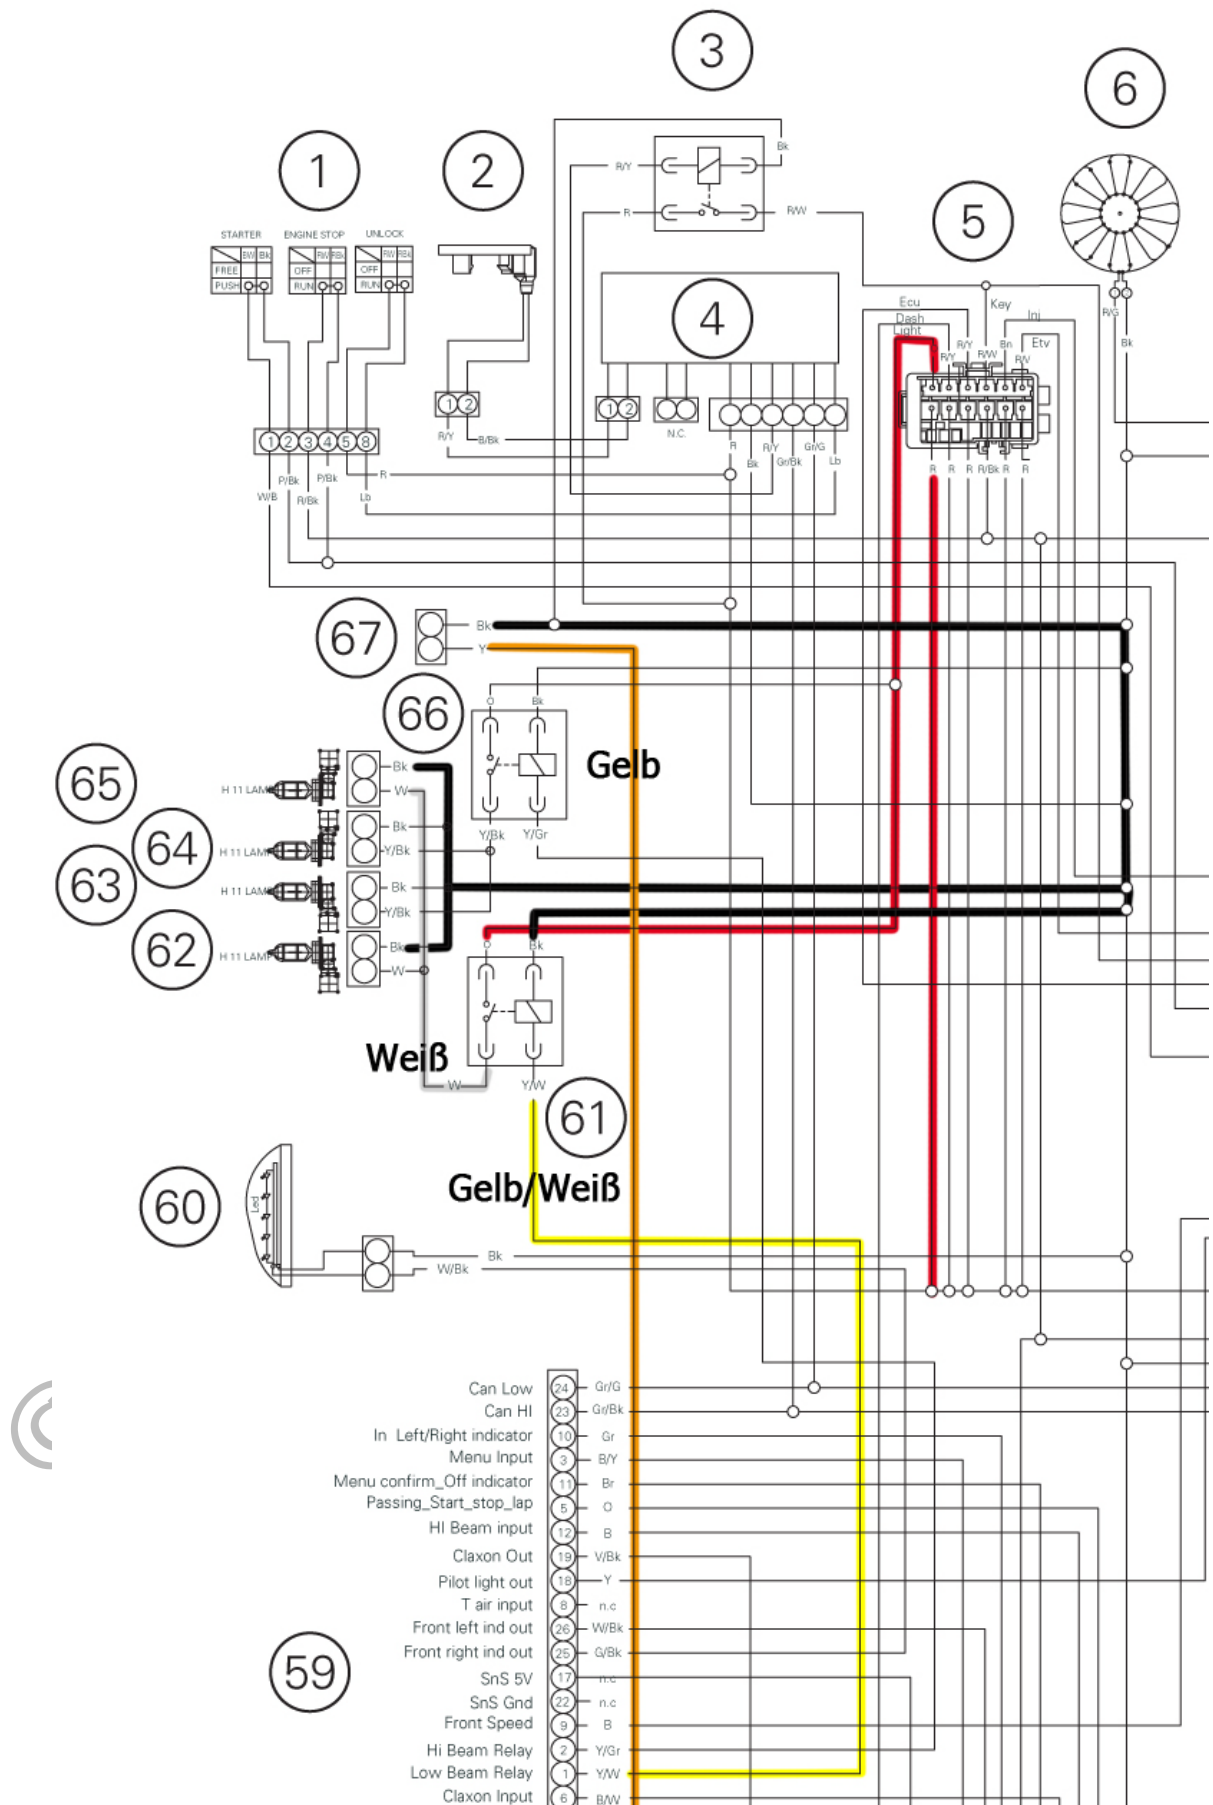 3
6
1
2
5
4
Bk
R/Y
R
R/W
STARTER
ENGINE STOP
UNLOCK
B/W Bk
FREE
PUSH
R/W R/Bk
OFF
RUN
R/W R/Bk
OFF
RUN
Ecu
Dash
Light
Key
Inj
Etv
R/G
Bk
R/Y
R/Y
R/W
Bn
R/V
1 2
R/Y
B/Bk
1 2
N.C.
1 2 3 4 5 8
W/B
P/Bk
R/Bk
P/Bk
R
Lb
R
Bk
R/Y
Gr/Bk
Gr/G
Lb
R R R R/Bk R R
67
Bk
Y
66
O
Bk
Gelb
Y/Bk
Y/Gr
65
H 11 LAMP
Bk
W
64
H 11 LAMP
Bk
Y/Bk
63
H 11 LAMP
Bk
Y/Bk
62
H 11 LAMP
Bk
W
O
Bk
Weiß
W
Y/W
61
Gelb/Weiß
60
Led
Bk
W/Bk
59
Can Low 24 Gr/G
Can HI 23 Gr/Bk
In Left/Right indicator 10 Gr
Menu Input 3 B/Y
Menu confirm_Off indicator 11 Br
Passing_Start_stop_lap 5 O
HI Beam input 12 B
Claxon Out 19 V/Bk
Pilot light out 18 Y
T air input 8 n.c
Front left ind out 26 W/Bk
Front right ind out 25 G/Bk
SnS 5V 17 n.c
SnS Gnd 22 n.c
Front Speed 9 B
Hi Beam Relay 2 Y/Gr
Low Beam Relay 1 Y/W
Claxon Input 6 B/W